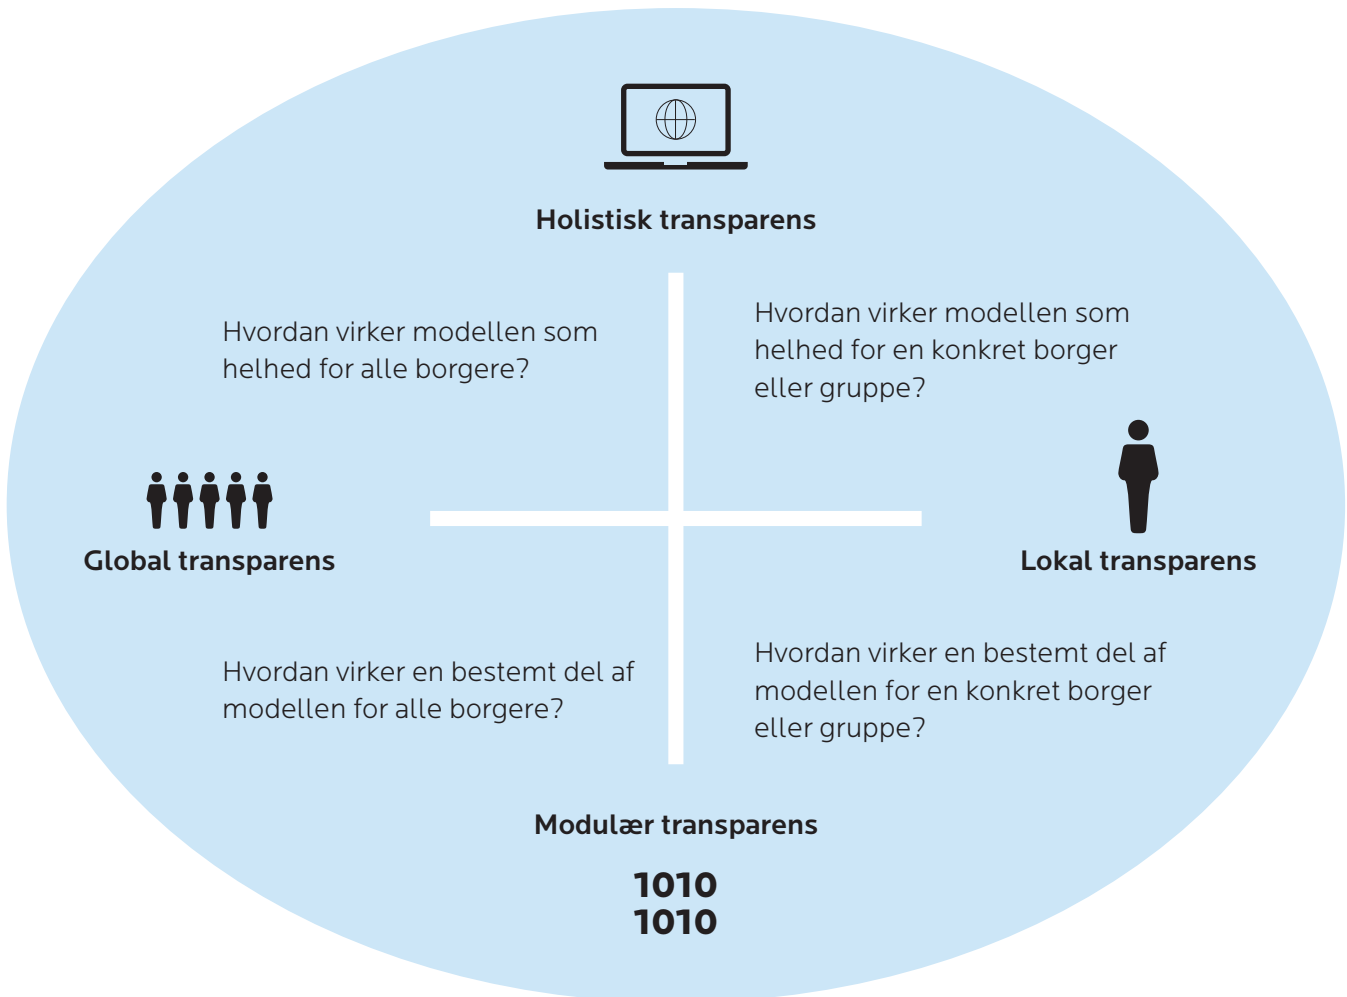 Holistisk transparens
Hvordan virker modellen som
helhed for alle borgere?
Hvordan virker modellen som
helhed for en konkret borger
eller gruppe?
Global transparens
Lokal transparens
Hvordan virker en bestemt del af
modellen for alle borgere?
Hvordan virker en bestemt del af
modellen for en konkret borger
eller gruppe?
Modulær transparens
1010
1010